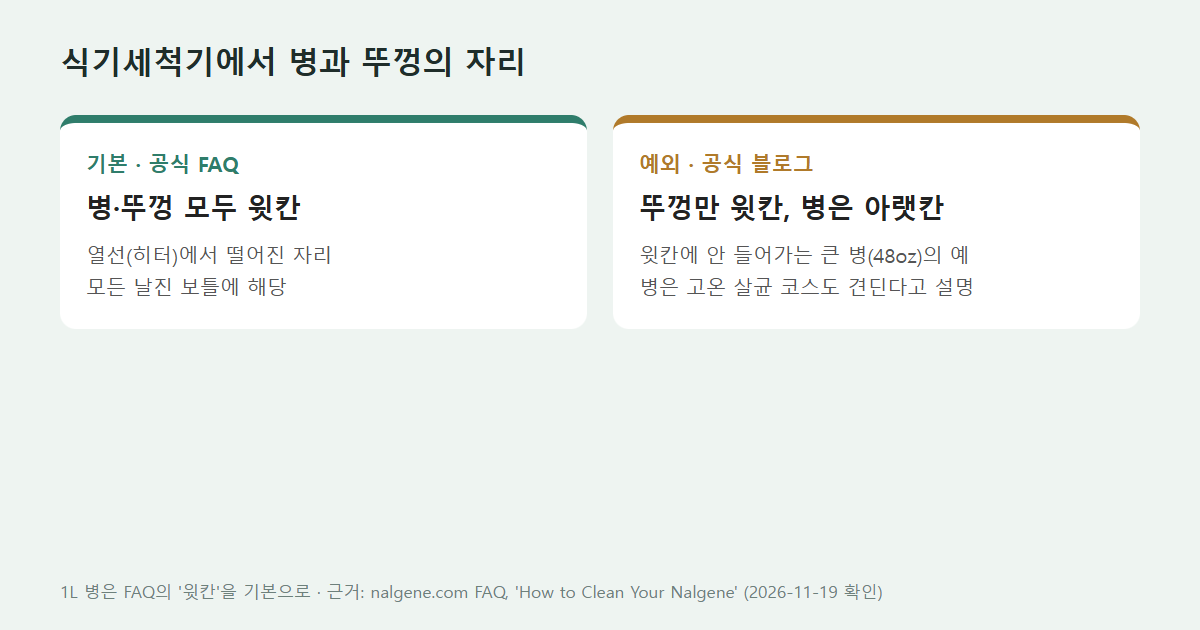 식기세척기에서 병과 뚜껑의 자리
기본 · 공식 FAQ
병·뚜껑 모두 윗칸
열선(히터)에서 떨어진 자리
모든 날진 보틀에 해당
예외 · 공식 블로그
뚜껑만 윗칸, 병은 아랫칸
윗칸에 안 들어가는 큰 병(48oz)의 예
병은 고온 살균 코스도 견딘다고 설명
1L 병은 FAQ의 '윗칸'을 기본으로 · 근거: nalgene.com FAQ, 'How to Clean Your Nalgene' (2026-11-19 확인)